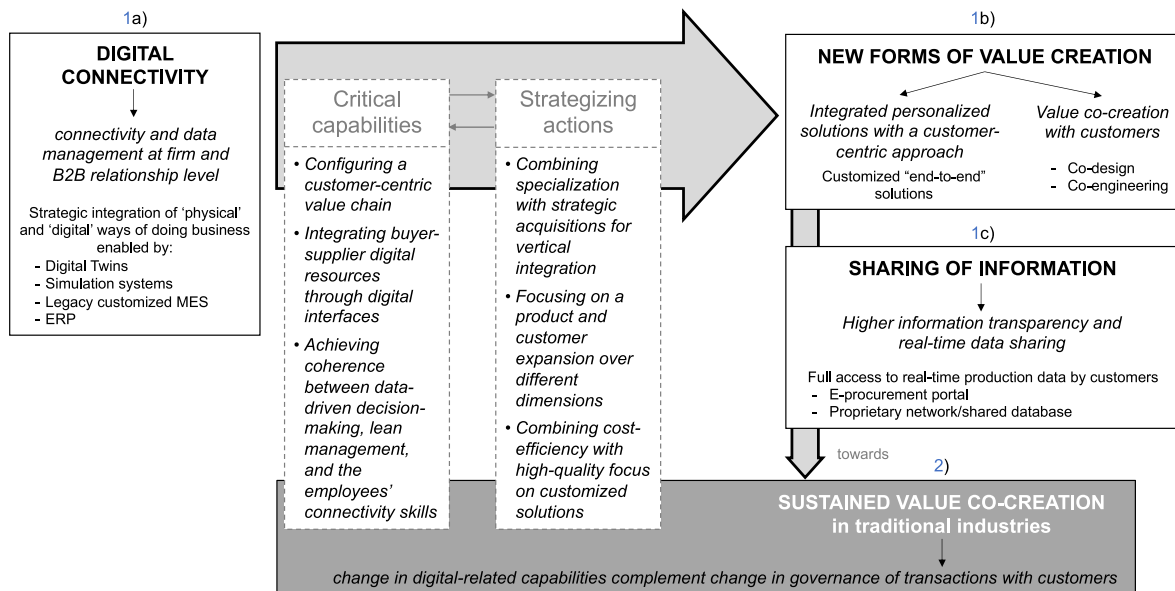 1a)
DIGITAL
CONNECTIVITY
connectivity and data
management at firm and
B2B relationship level
Strategic integration of ‘physical’
and ‘digital’ ways of doing business
enabled by:
- Digital Twins
- Simulation systems
- Legacy customized MES
- ERP
Critical
capabilities
• Configuring a
customer-centric
value chain
• Integrating buyer-
supplier digital
resources
through digital
interfaces
• Achieving
coherence
between data-
driven decision-
making, lean
management,
and the
employees’
connectivity skills
Strategizing
actions
• Combining
specialization
with strategic
acquisitions for
vertical
integration
• Focusing on a
product and
customer
expansion over
different
dimensions
• Combining cost-
efficiency with
high-quality focus
on customized
solutions
1b)
NEW FORMS OF VALUE CREATION
Integrated personalized
solutions with a customer-
centric approach
Customized “end-to-end”
solutions
Value co-creation
with customers
- Co-design
- Co-engineering
1c)
SHARING OF INFORMATION
Higher information transparency and
real-time data sharing
Full access to real-time production data by customers
- E-procurement portal
- Proprietary network/shared database
towards
2)
SUSTAINED VALUE CO-CREATION
in traditional industries
change in digital-related capabilities complement change in governance of transactions with customers